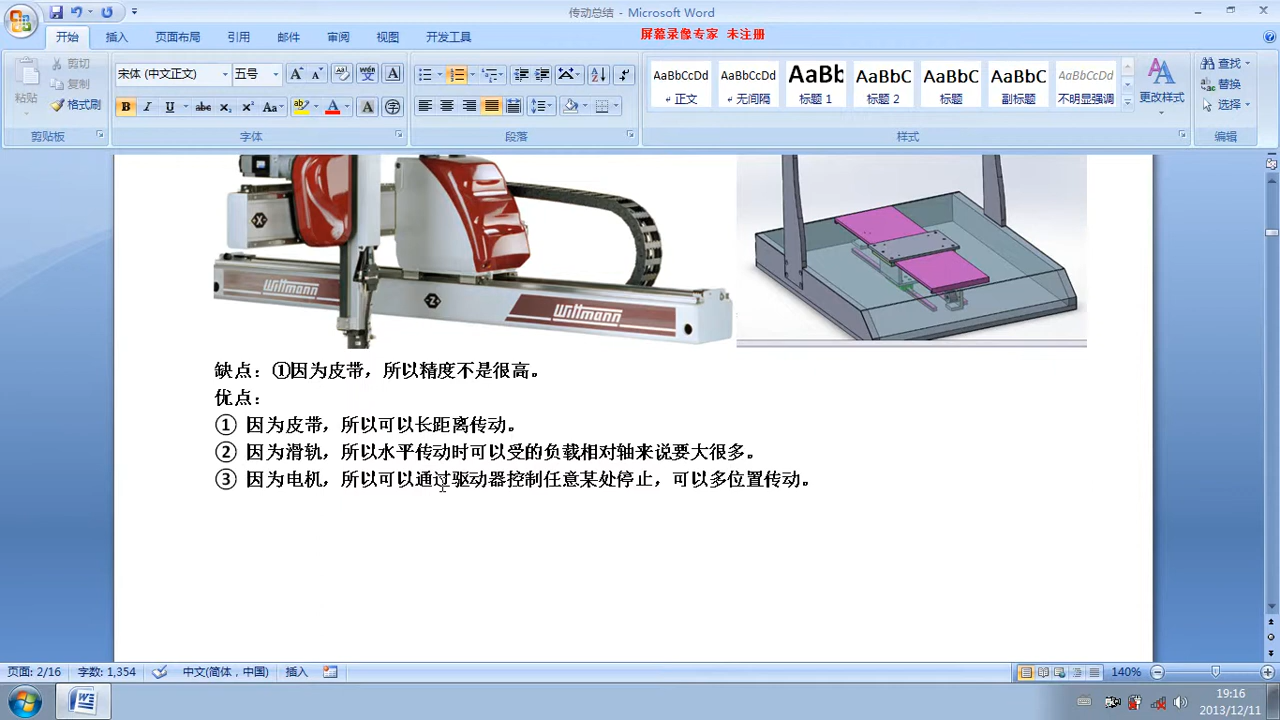 传动总结 - Microsoft Word
开始 插入 页面布局 引用 邮件 审阅 视图 开发工具
屏幕录像专家 未注册
粘贴 剪切 复制 格式刷
剪贴板
宋体 (中文正文) 五号
字体
段落
AaBbCcDd AaBbCcDd AaBb AaBbC AaBbC AaBbC AaBbCcDd
正文 无间隔 标题 1 标题 2 标题 副标题 不明显强调
更改样式
样式
查找
替换
选择
编辑
X
Wittmann
Z
Wittmann
缺点：①因为皮带，所以精度不是很高。
优点：
① 因为皮带，所以可以长距离传动。
② 因为滑轨，所以水平传动时可以受的负载相对轴来说要大很多。
③ 因为电机，所以可以通过驱动器控制任意某处停止，可以多位置传动。
页面: 2/16 字数: 1,354 中文(简体，中国) 插入 140%
19:16
2013/12/11